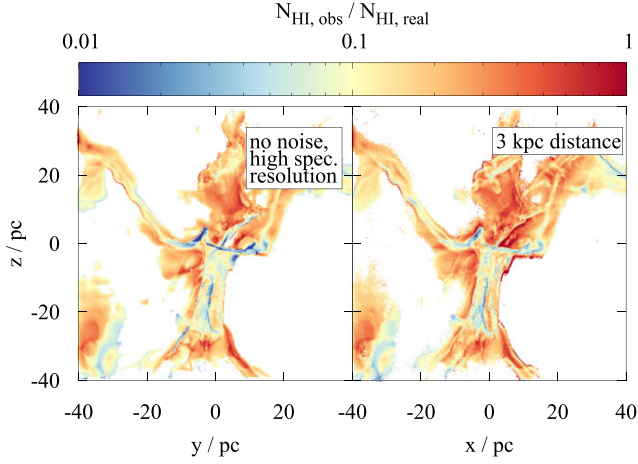 N_HI, obs / N_HI, real
0.01 0.1 1
40
20
0
-20
-40
z / pc
no noise,
high spec.
resolution
3 kpc distance
-40 -20 0 20 -40 -20 0 20 40
y / pc x / pc